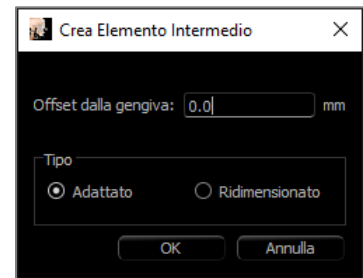 Crea Elemento Intermedio
Offset dalla gengiva: 0.0 mm
Tipo
Adattato Ridimensionato
OK Annulla